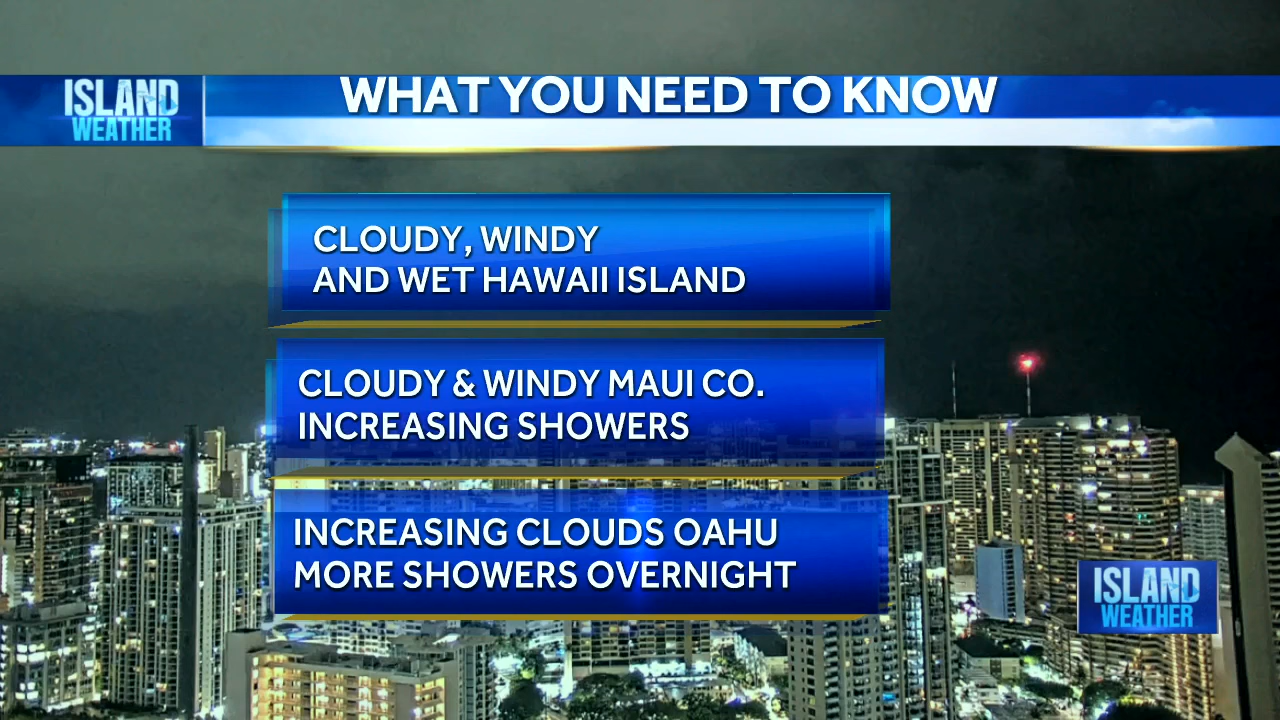 ISLAND
WEATHER
WHAT YOU NEED TO KNOW
CLOUDY, WINDY
AND WET HAWAII ISLAND
CLOUDY & WINDY MAUI CO.
INCREASING SHOWERS
INCREASING CLOUDS OAHU
MORE SHOWERS OVERNIGHT
ISLAND
WEATHER